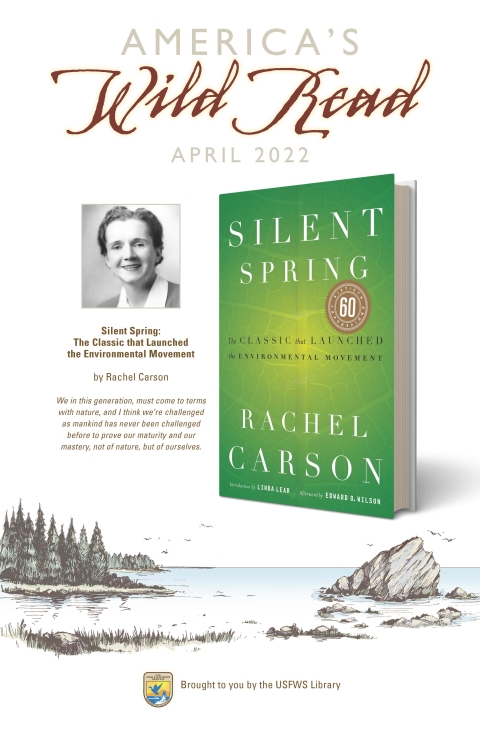 AMERICA'S
Wild Read
APRIL 2022
SILENT
SPRING
60
The CLASSIC that LAUNCHED
the ENVIRONMENTAL MOVEMENT
RACHEL
CARSON
Introduction by LINDA LEAR Afterword by EDWARD O. WILSON
Silent Spring:
The Classic that Launched
the Environmental Movement
by Rachel Carson
We in this generation, must come to terms
with nature, and I think we're challenged
as mankind has never been challenged
before to prove our maturity and our
mastery, not of nature, but of ourselves.
Brought to you by the USFWS Library